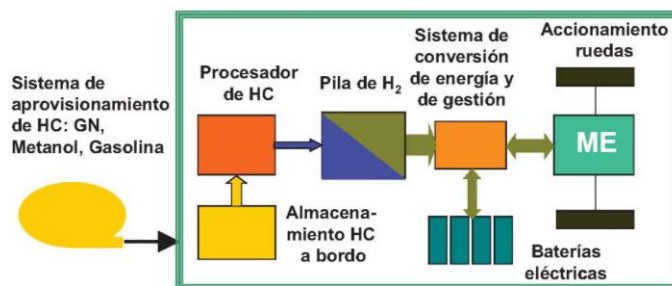 Sistema de
aprovisionamiento
de HC: GN,
Metanol, Gasolina
Procesador
de HC
Pila de H₂
Sistema de
conversión
de energía y
de gestión
Accionamiento
ruedas
ME
Almacena-
miento HC
a bordo
Baterías
eléctricas